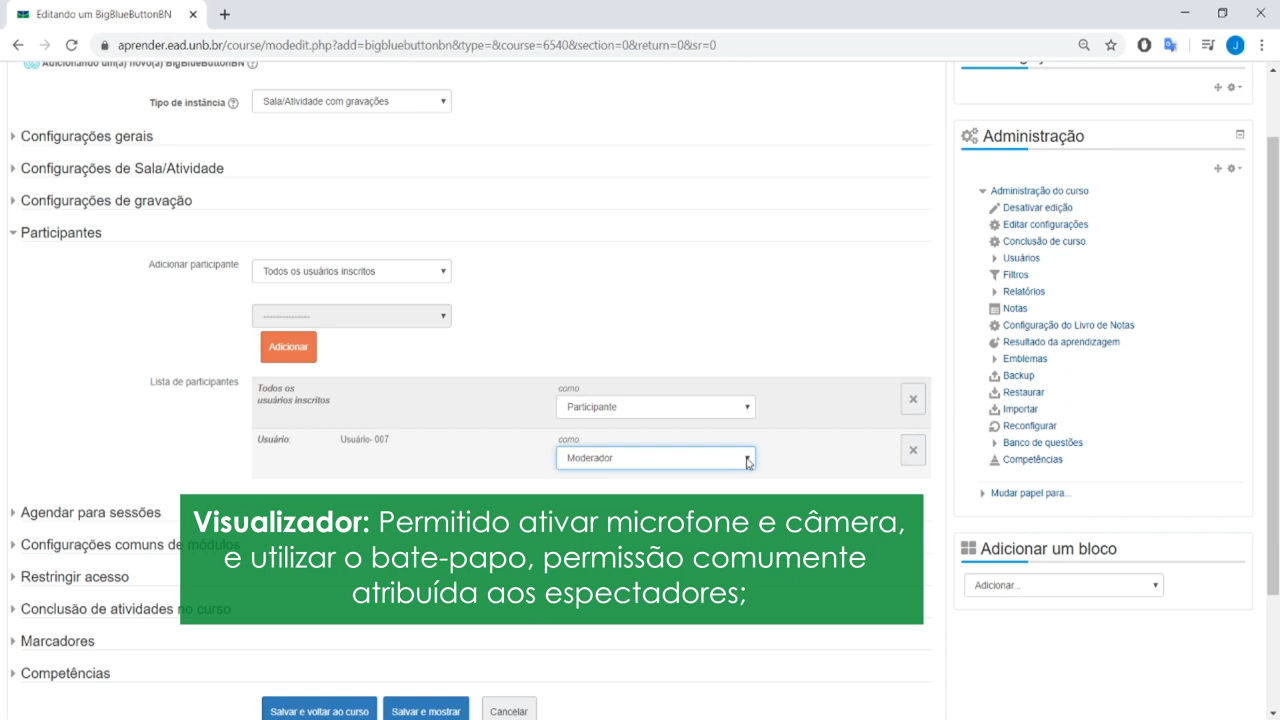 Editando um BigBlueButtonBN
aprender.ead.unb.br/course/modedit.php?add=bigbluebuttonbn&type=&course=6540&section=0&return=0&sr=0
Adicionando um(a) novo(a) BigBlueButtonBN
Tipo de instância
Sala/Atividade com gravações
Configurações gerais
Configurações de Sala/Atividade
Configurações de gravação
Participantes
Adicionar participante
Todos os usuários inscritos
---------------
Adicionar
Lista de participantes
Todos os
usuários inscritos
como
Participante
Usuário:
Usuário- 007
como
Moderador
Agendar para sessões
Configurações comuns de módulos
Restringir acesso
Conclusão de atividades no curso
Marcadores
Competências
Salvar e voltar ao curso
Salvar e mostrar
Cancelar
Visualizador: Permitido ativar microfone e câmera,
e utilizar o bate-papo, permissão comumente
atribuída aos espectadores;
Administração
Administração do curso
Desativar edição
Editar configurações
Conclusão de curso
Usuários
Filtros
Relatórios
Notas
Configuração do Livro de Notas
Resultado da aprendizagem
Emblemas
Backup
Restaurar
Importar
Reconfigurar
Banco de questões
Competências
Mudar papel para...
Adicionar um bloco
Adicionar...
J